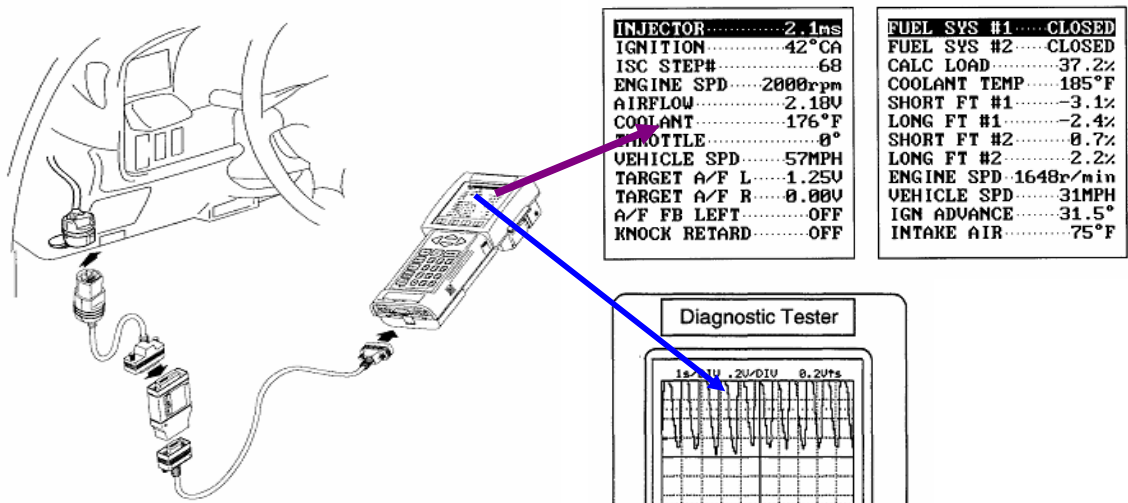 INJECTOR············2.1ms
IGNITION············42°CA
ISC STEP#··············68
ENGINE SPD·····2000rpm
AIRFLOW···········2.18V
COOLANT···········176°F
THROTTLE············0°
VEHICLE SPD·····57MPH
TARGET A/F L·····1.25V
TARGET A/F R·····0.00V
A/F FB LEFT·······OFF
KNOCK RETARD·······OFF
FUEL SYS #1·····CLOSED
FUEL SYS #2·····CLOSED
CALC LOAD·········37.2%
COOLANT TEMP·····185°F
SHORT FT #1······-3.1%
LONG FT #1·······-2.4%
SHORT FT #2·······0.7%
LONG FT #2········2.2%
ENGINE SPD··1648r/min
VEHICLE SPD·····31MPH
IGN ADVANCE······31.5°
INTAKE AIR·········75°F
Diagnostic Tester
1s/DIV .2V/DIV 0.2Vfs